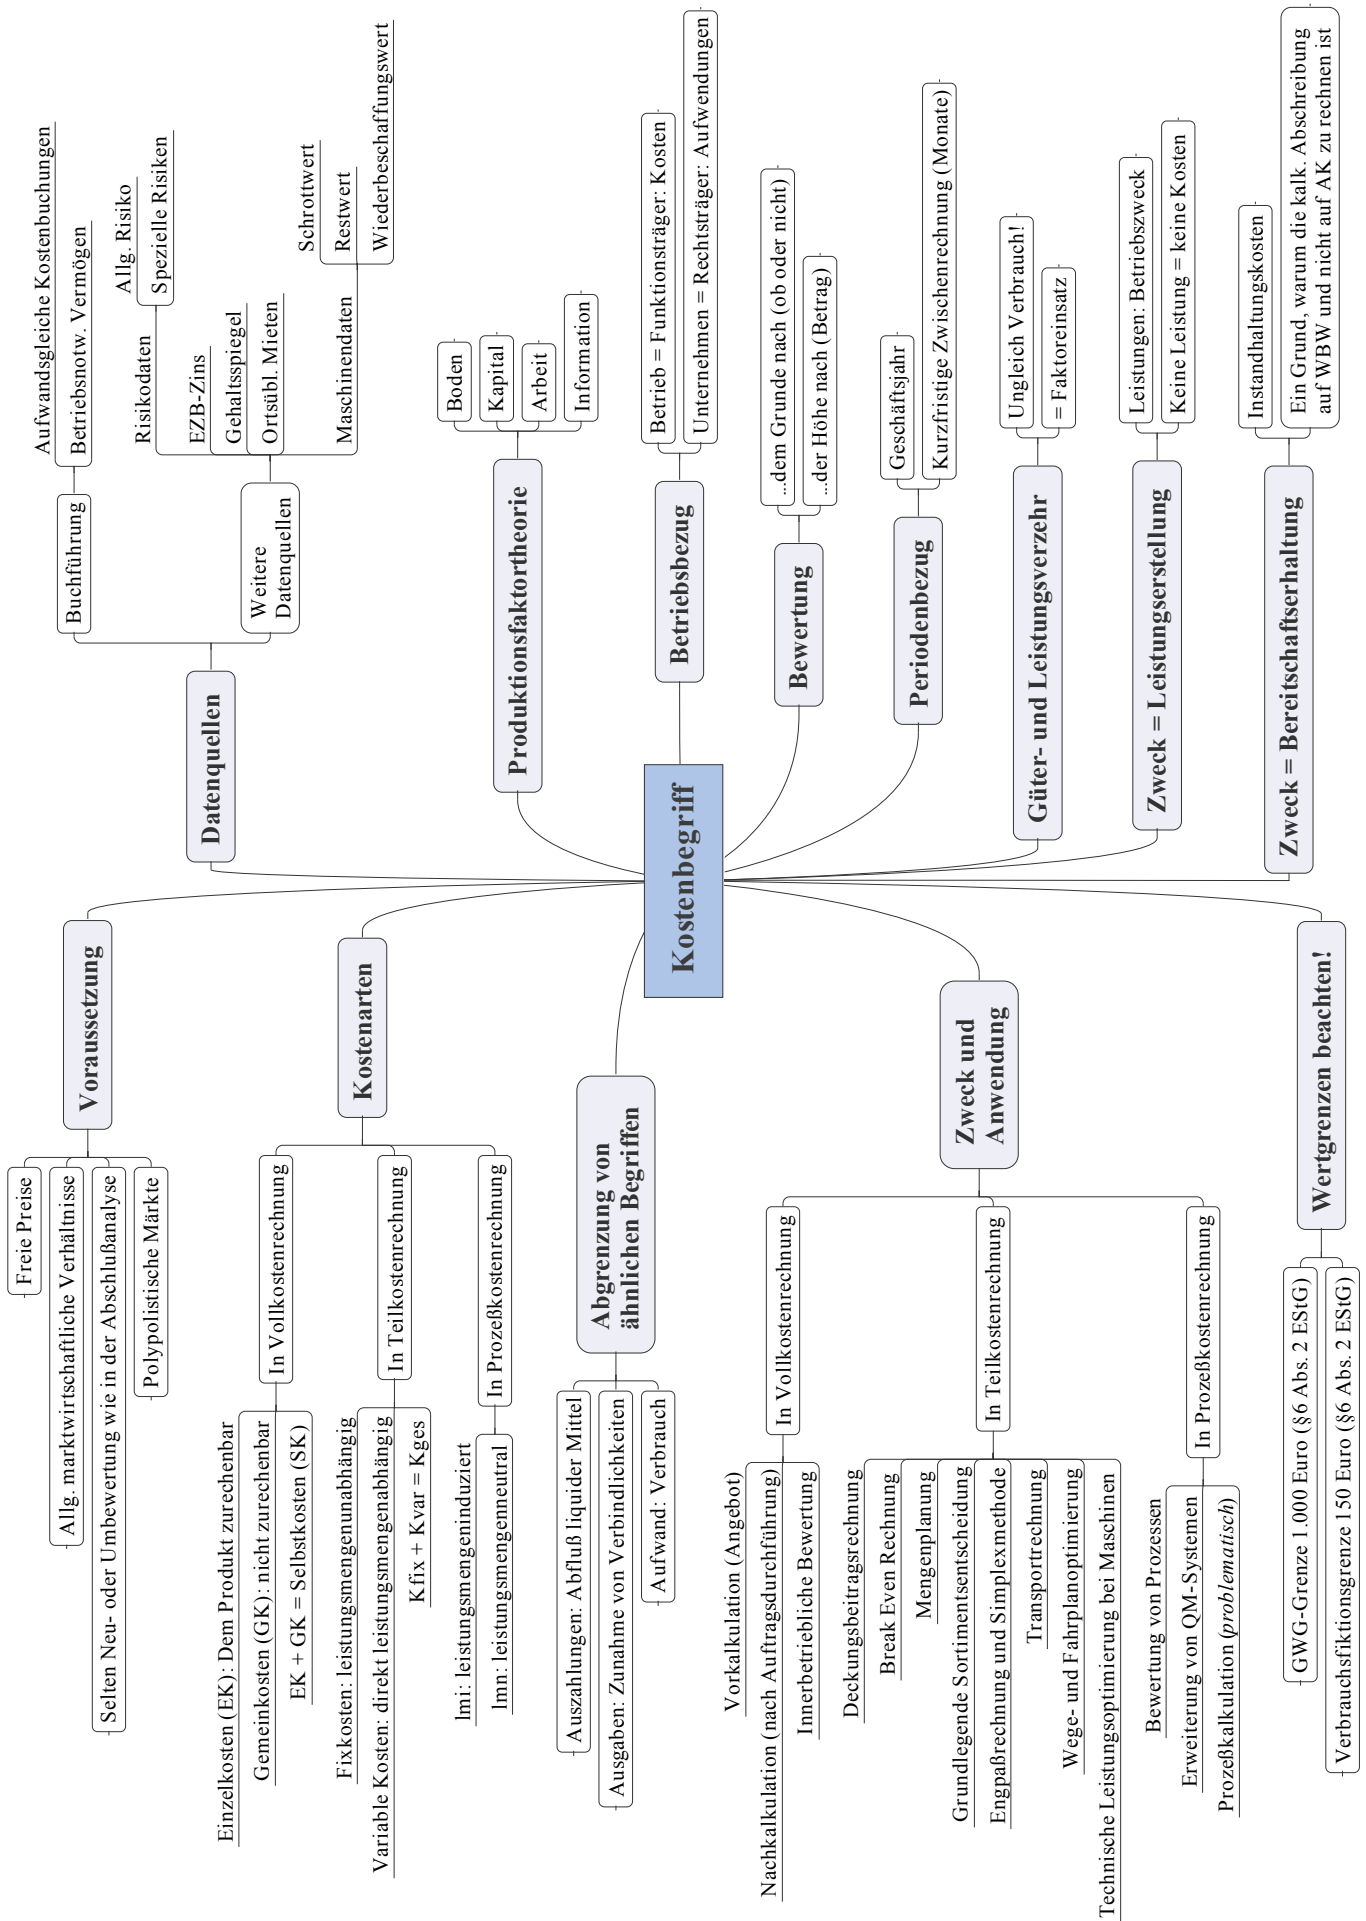 Kostenbegriff
Voraussetzung
Freie Preise
Allg. marktwirtschaftliche Verhältnisse
Selten Neu- oder Umbewertung wie in der Abschlußanalyse
Polypolistische Märkte
Kostenarten
In Vollkostenrechnung
Einzelkosten (EK): Dem Produkt zurechenbar
Gemeinkosten (GK): nicht zurechenbar
EK + GK = Selbstkosten (SK)
In Teilkostenrechnung
Fixkosten: leistungsmengenunabhängig
Variable Kosten: direkt leistungsmengenabhängig
Kfix + Kvar = Kges
In Prozeßkostenrechnung
lmi: leistungsmengeninduziert
lmn: leistungsmengenneutral
Abgrenzung von
ähnlichen Begriffen
Auszahlungen: Abfluß liquider Mittel
Ausgaben: Zunahme von Verbindlichkeiten
Aufwand: Verbrauch
Zweck und
Anwendung
In Vollkostenrechnung
Vorkalkulation (Angebot)
Nachkalkulation (nach Auftragsdurchführung)
Innerbetriebliche Bewertung
In Teilkostenrechnung
Deckungsbeitragsrechnung
Break Even Rechnung
Mengenplanung
Grundlegende Sortimentsentscheidung
Engpaßrechnung und Simplexmethode
Transportrechnung
Wege- und Fahrplanoptimierung
Technische Leistungsoptimierung bei Maschinen
In Prozeßkostenrechnung
Bewertung von Prozessen
Erweiterung von QM-Systemen
Prozeßkalkulation (problematisch)
Wertgrenzen beachten!
GWG-Grenze 1.000 Euro (§6 Abs. 2 EStG)
Verbrauchsfiktionsgrenze 150 Euro (§6 Abs. 2 EStG)
Datenquellen
Buchführung
Aufwandsgleiche Kostenbuchungen
Betriebsnotw. Vermögen
Weitere
Datenquellen
Risikodaten
Allg. Risiko
Spezielle Risiken
EZB-Zins
Gehaltsspiegel
Ortsübl. Mieten
Maschinendaten
Schrottwert
Restwert
Wiederbeschaffungswert
Produktionsfaktortheorie
Boden
Kapital
Arbeit
Information
Betriebsbezug
Betrieb = Funktionsträger: Kosten
Unternehmen = Rechtsträger: Aufwendungen
Bewertung
...dem Grunde nach (ob oder nicht)
...der Höhe nach (Betrag)
Periodenbezug
Geschäftsjahr
Kurzfristige Zwischenrechnung (Monate)
Güter- und Leistungsverzehr
Ungleich Verbrauch!
= Faktoreinsatz
Zweck = Leistungserstellung
Leistungen: Betriebszweck
Keine Leistung = keine Kosten
Zweck = Bereitschaftserhaltung
Instandhaltungskosten
Ein Grund, warum die kalk. Abschreibung
auf WBW und nicht auf AK zu rechnen ist